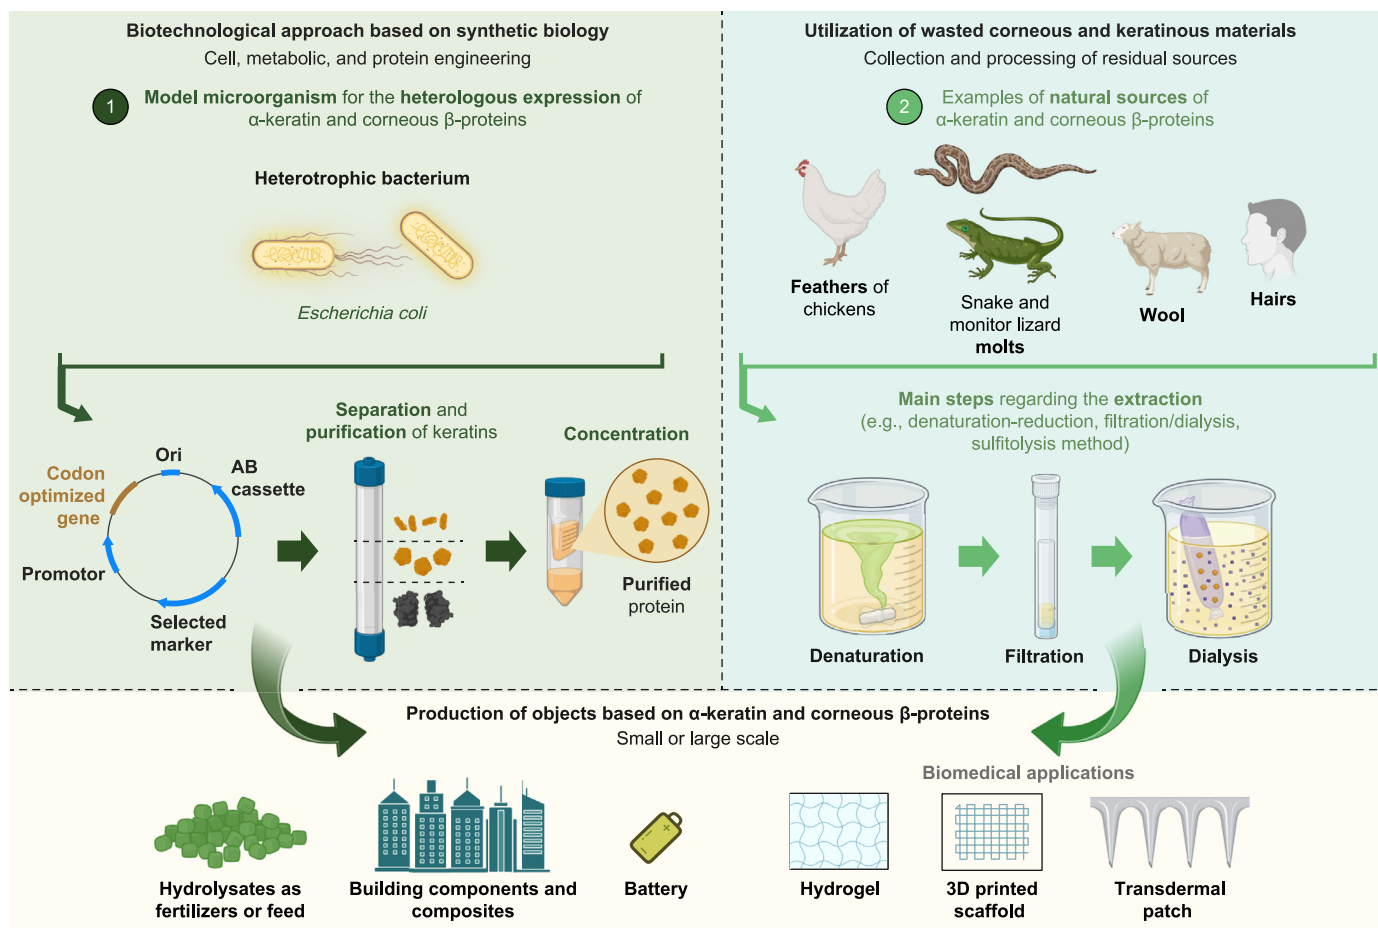 Biotechnological approach based on synthetic biology
Cell, metabolic, and protein engineering
1
Model microorganism for the heterologous expression of
α-keratin and corneous β-proteins
Heterotrophic bacterium
Escherichia coli
Separation and
purification of keratins
Concentration
Ori
AB
cassette
Codon
optimized
gene
Promotor
Selected
marker
Purified
protein
Utilization of wasted corneous and keratinous materials
Collection and processing of residual sources
2
Examples of natural sources of
α-keratin and corneous β-proteins
Feathers of
chickens
Snake and
monitor lizard
molts
Wool
Hairs
Main steps regarding the extraction
(e.g., denaturation-reduction, filtration/dialysis,
sulfitolysis method)
Denaturation
Filtration
Dialysis
Production of objects based on α-keratin and corneous β-proteins
Small or large scale
Biomedical applications
Hydrolysates as
fertilizers or feed
Building components and
composites
Battery
Hydrogel
3D printed
scaffold
Transdermal
patch